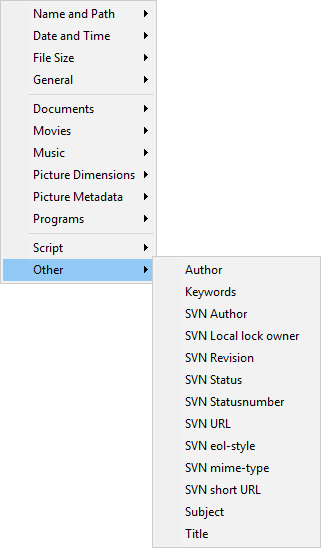 Name and Path
Date and Time
File Size
General
Documents
Movies
Music
Picture Dimensions
Picture Metadata
Programs
Script
Other
Author
Keywords
SVN Author
SVN Local lock owner
SVN Revision
SVN Status
SVN Statusnumber
SVN URL
SVN eol-style
SVN mime-type
SVN short URL
Subject
Title